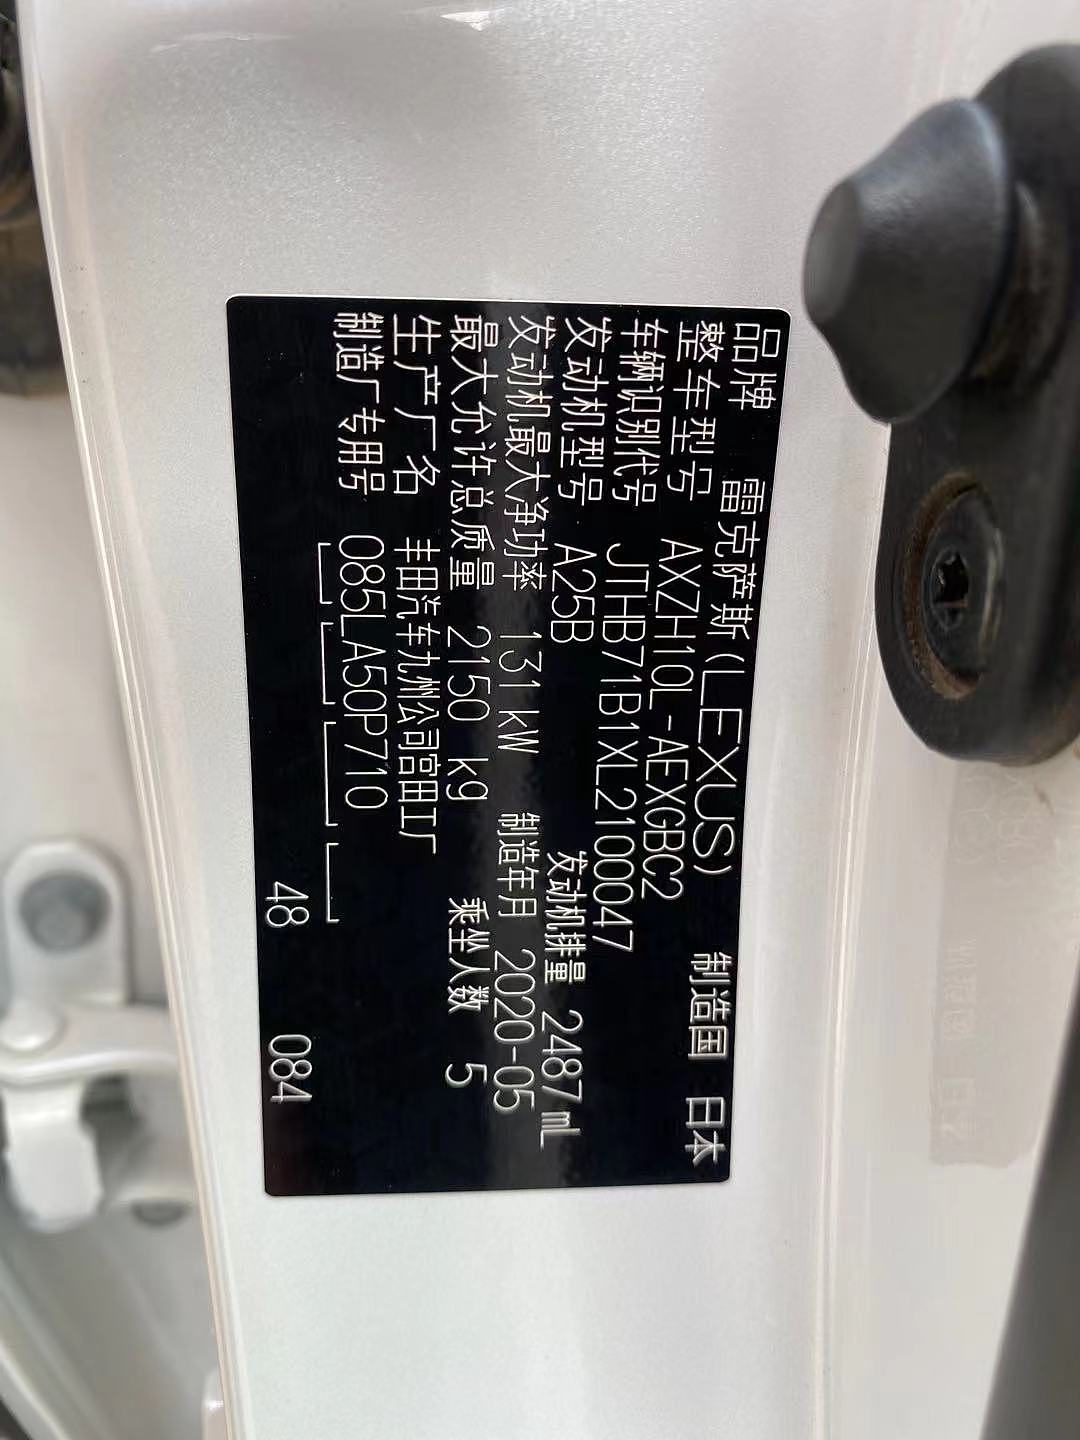 品牌 雷克萨斯(LEXUS) 制造国 日本
整车型号 AXZH10L-AEXGBC2
车辆识别代号 JTHB71B1XL2100047
发动机型号 A25B 发动机排量 2487 mL
发动机最大净功率 131 kW 制造年月 2020-05
最大允许总质量 2150 kg 乘坐人数 5
生产厂名 丰田汽车九州公司宫田工厂
制造厂专用号 085LA50P710
48 084